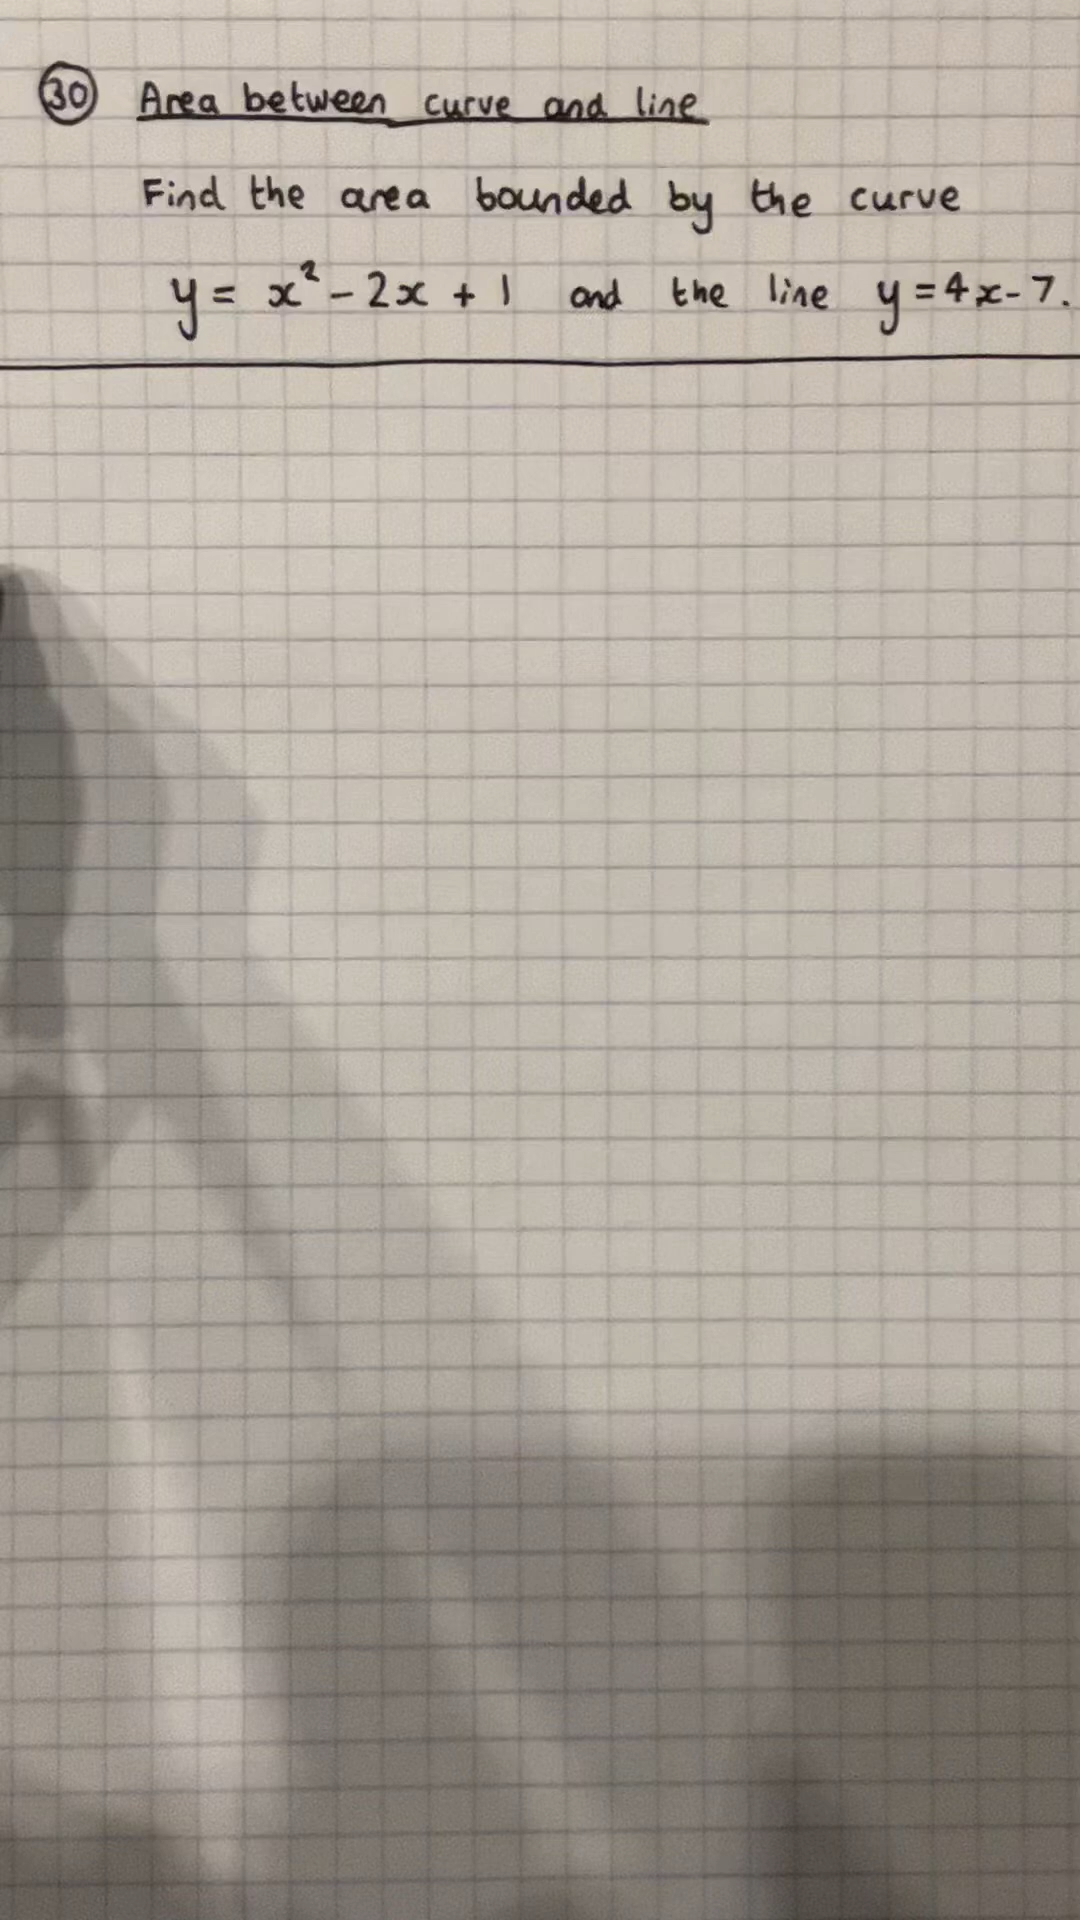 30 Area between curve and line
Find the area bounded by the curve
y = x² - 2x + 1 and the line y = 4x - 7.